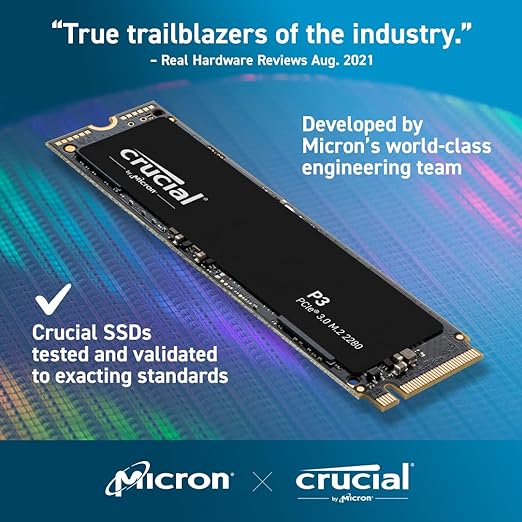 “True trailblazers of the industry.”
– Real Hardware Reviews Aug. 2021
Developed by
Micron’s world-class
engineering team
crucial
by Micron®
P3
PCIe® 3.0 M.2 2280
Crucial SSDs
tested and validated
to exacting standards
Micron® × crucial®
by Micron®